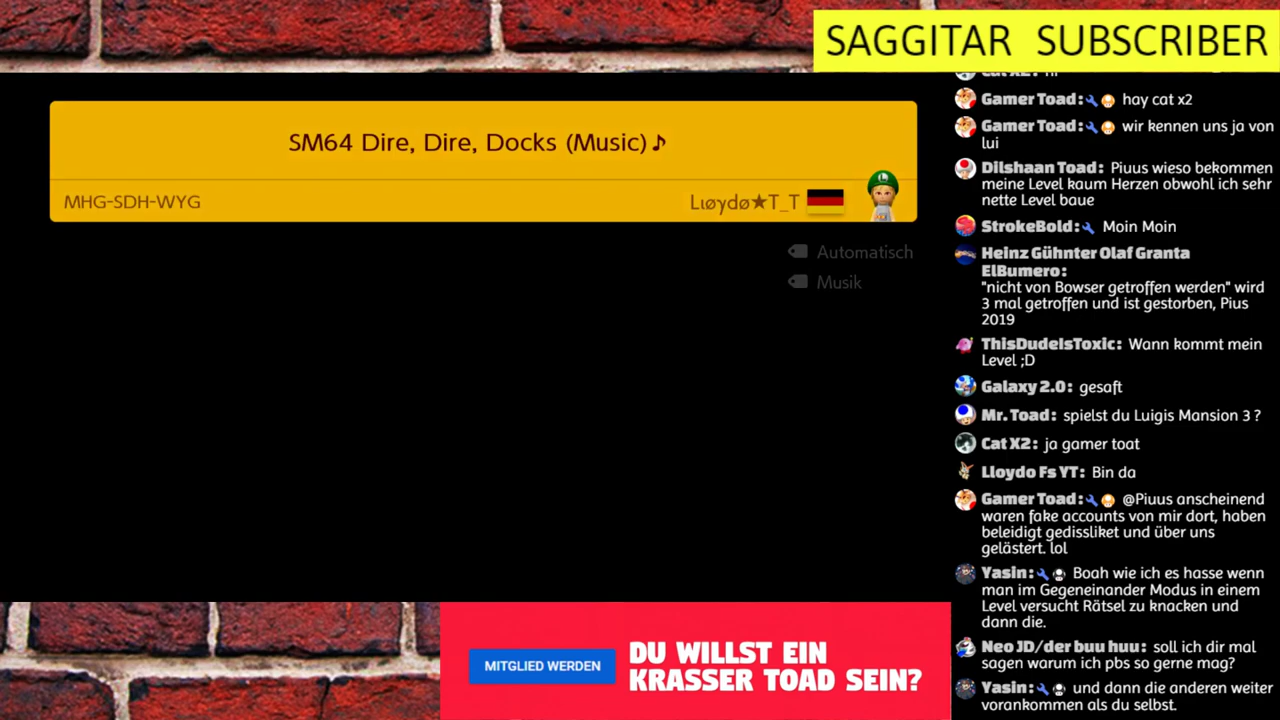 SAGGITAR SUBSCRIBER
SM64 Dire, Dire, Docks (Music)♪
MHG-SDH-WYG
Lιøydø★T_T
Automatisch
Musik
Cat X2: hi
Gamer Toad: hay cat x2
Gamer Toad: wir kennen uns ja von
lui
Dilshaan Toad: Piuus wieso bekommen
meine Level kaum Herzen obwohl ich sehr
nette Level baue
StrokeBold: Moin Moin
Heinz Gühnter Olaf Granta
ElBumero:
"nicht von Bowser getroffen werden" wird
3 mal getroffen und ist gestorben, Pius
2019
ThisDudeIsToxic: Wann kommt mein
Level ;D
Galaxy 2.0: gesaft
Mr. Toad: spielst du Luigis Mansion 3 ?
Cat X2: ja gamer toat
Lloydo Fs YT: Bin da
Gamer Toad: @Piuus anscheinend
waren fake accounts von mir dort, haben
beleidigt gedissliket und über uns
gelästert. lol
Yasin: Boah wie ich es hasse wenn
man im Gegeneinander Modus in einem
Level versucht Rätsel zu knacken und
dann die.
Neo JD/der buu huu: soll ich dir mal
sagen warum ich pbs so gerne mag?
Yasin: und dann die anderen weiter
vorankommen als du selbst.
MITGLIED WERDEN
DU WILLST EIN
KRASSER TOAD SEIN?